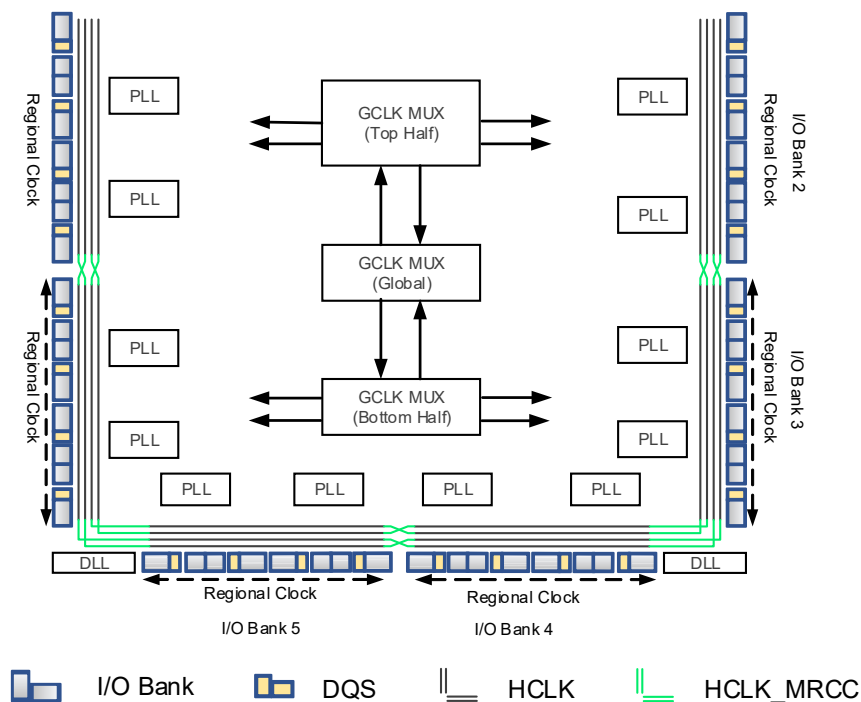 PLL
PLL
GCLK MUX
(Top Half)
Regional Clock
Regional Clock
I/O Bank 2
PLL
PLL
GCLK MUX
(Global)
PLL
PLL
Regional Clock
Regional Clock
I/O Bank 3
GCLK MUX
(Bottom Half)
PLL
PLL
PLL
PLL
PLL
PLL
DLL
DLL
Regional Clock
Regional Clock
I/O Bank 5
I/O Bank 4
I/O Bank
DQS
HCLK
HCLK_MRCC